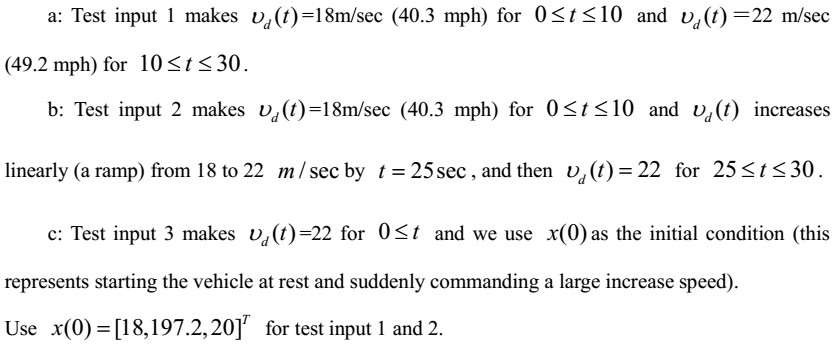 a: Test input 1 makes υ_d(t)=18m/sec (40.3 mph) for 0≤t≤10 and υ_d(t)=22 m/sec
(49.2 mph) for 10≤t≤30.
b: Test input 2 makes υ_d(t)=18m/sec (40.3 mph) for 0≤t≤10 and υ_d(t) increases
linearly (a ramp) from 18 to 22 m/sec by t=25sec, and then υ_d(t)=22 for 25≤t≤30.
c: Test input 3 makes υ_d(t)=22 for 0≤t and we use x(0) as the initial condition (this
represents starting the vehicle at rest and suddenly commanding a large increase speed).
Use x(0)=[18,197.2,20]^T for test input 1 and 2.